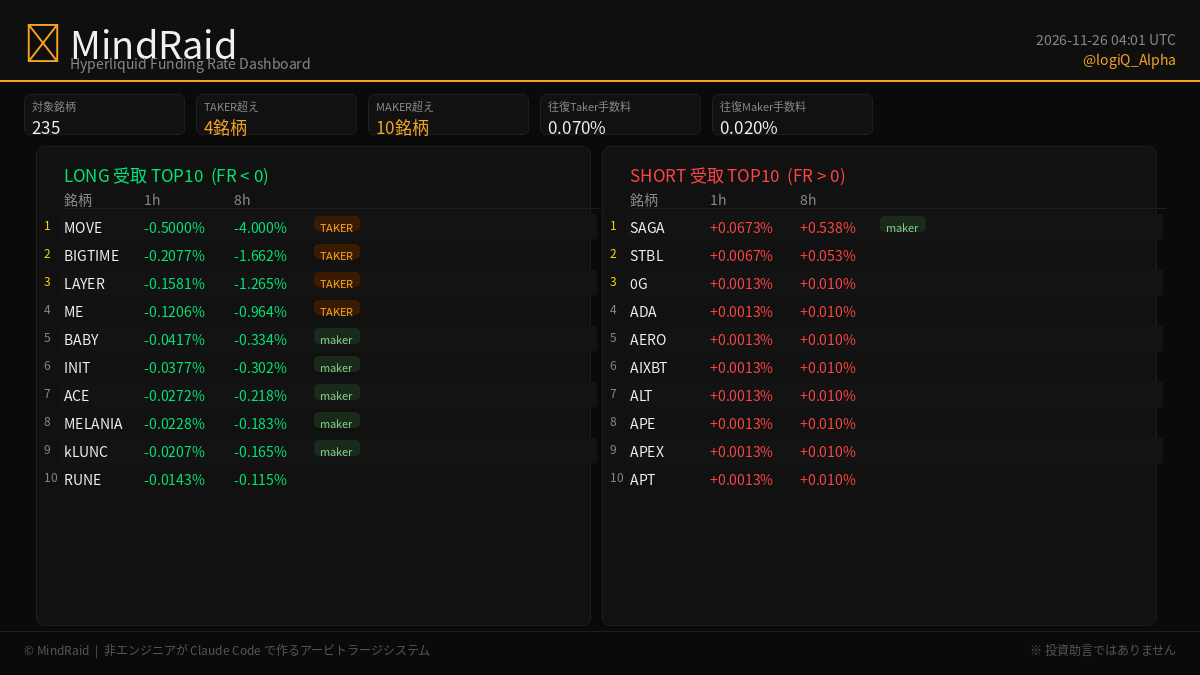 MindRaid
Hyperliquid Funding Rate Dashboard
2026-11-26 04:01 UTC
@logiQ_Alpha
対象銘柄
235
TAKER超え
4銘柄
MAKER超え
10銘柄
往復Taker手数料
0.070%
往復Maker手数料
0.020%
LONG 受取 TOP10 (FR < 0)
銘柄 1h 8h
1 MOVE -0.5000% -4.000% TAKER
2 BIGTIME -0.2077% -1.662% TAKER
3 LAYER -0.1581% -1.265% TAKER
4 ME -0.1206% -0.964% TAKER
5 BABY -0.0417% -0.334% maker
6 INIT -0.0377% -0.302% maker
7 ACE -0.0272% -0.218% maker
8 MELANIA -0.0228% -0.183% maker
9 kLUNC -0.0207% -0.165% maker
10 RUNE -0.0143% -0.115%
SHORT 受取 TOP10 (FR > 0)
銘柄 1h 8h
1 SAGA +0.0673% +0.538% maker
2 STBL +0.0067% +0.053%
3 0G +0.0013% +0.010%
4 ADA +0.0013% +0.010%
5 AERO +0.0013% +0.010%
6 AIXBT +0.0013% +0.010%
7 ALT +0.0013% +0.010%
8 APE +0.0013% +0.010%
9 APEX +0.0013% +0.010%
10 APT +0.0013% +0.010%
© MindRaid | 非エンジニアが Claude Code で作るアービトラージシステム
※ 投資助言ではありません